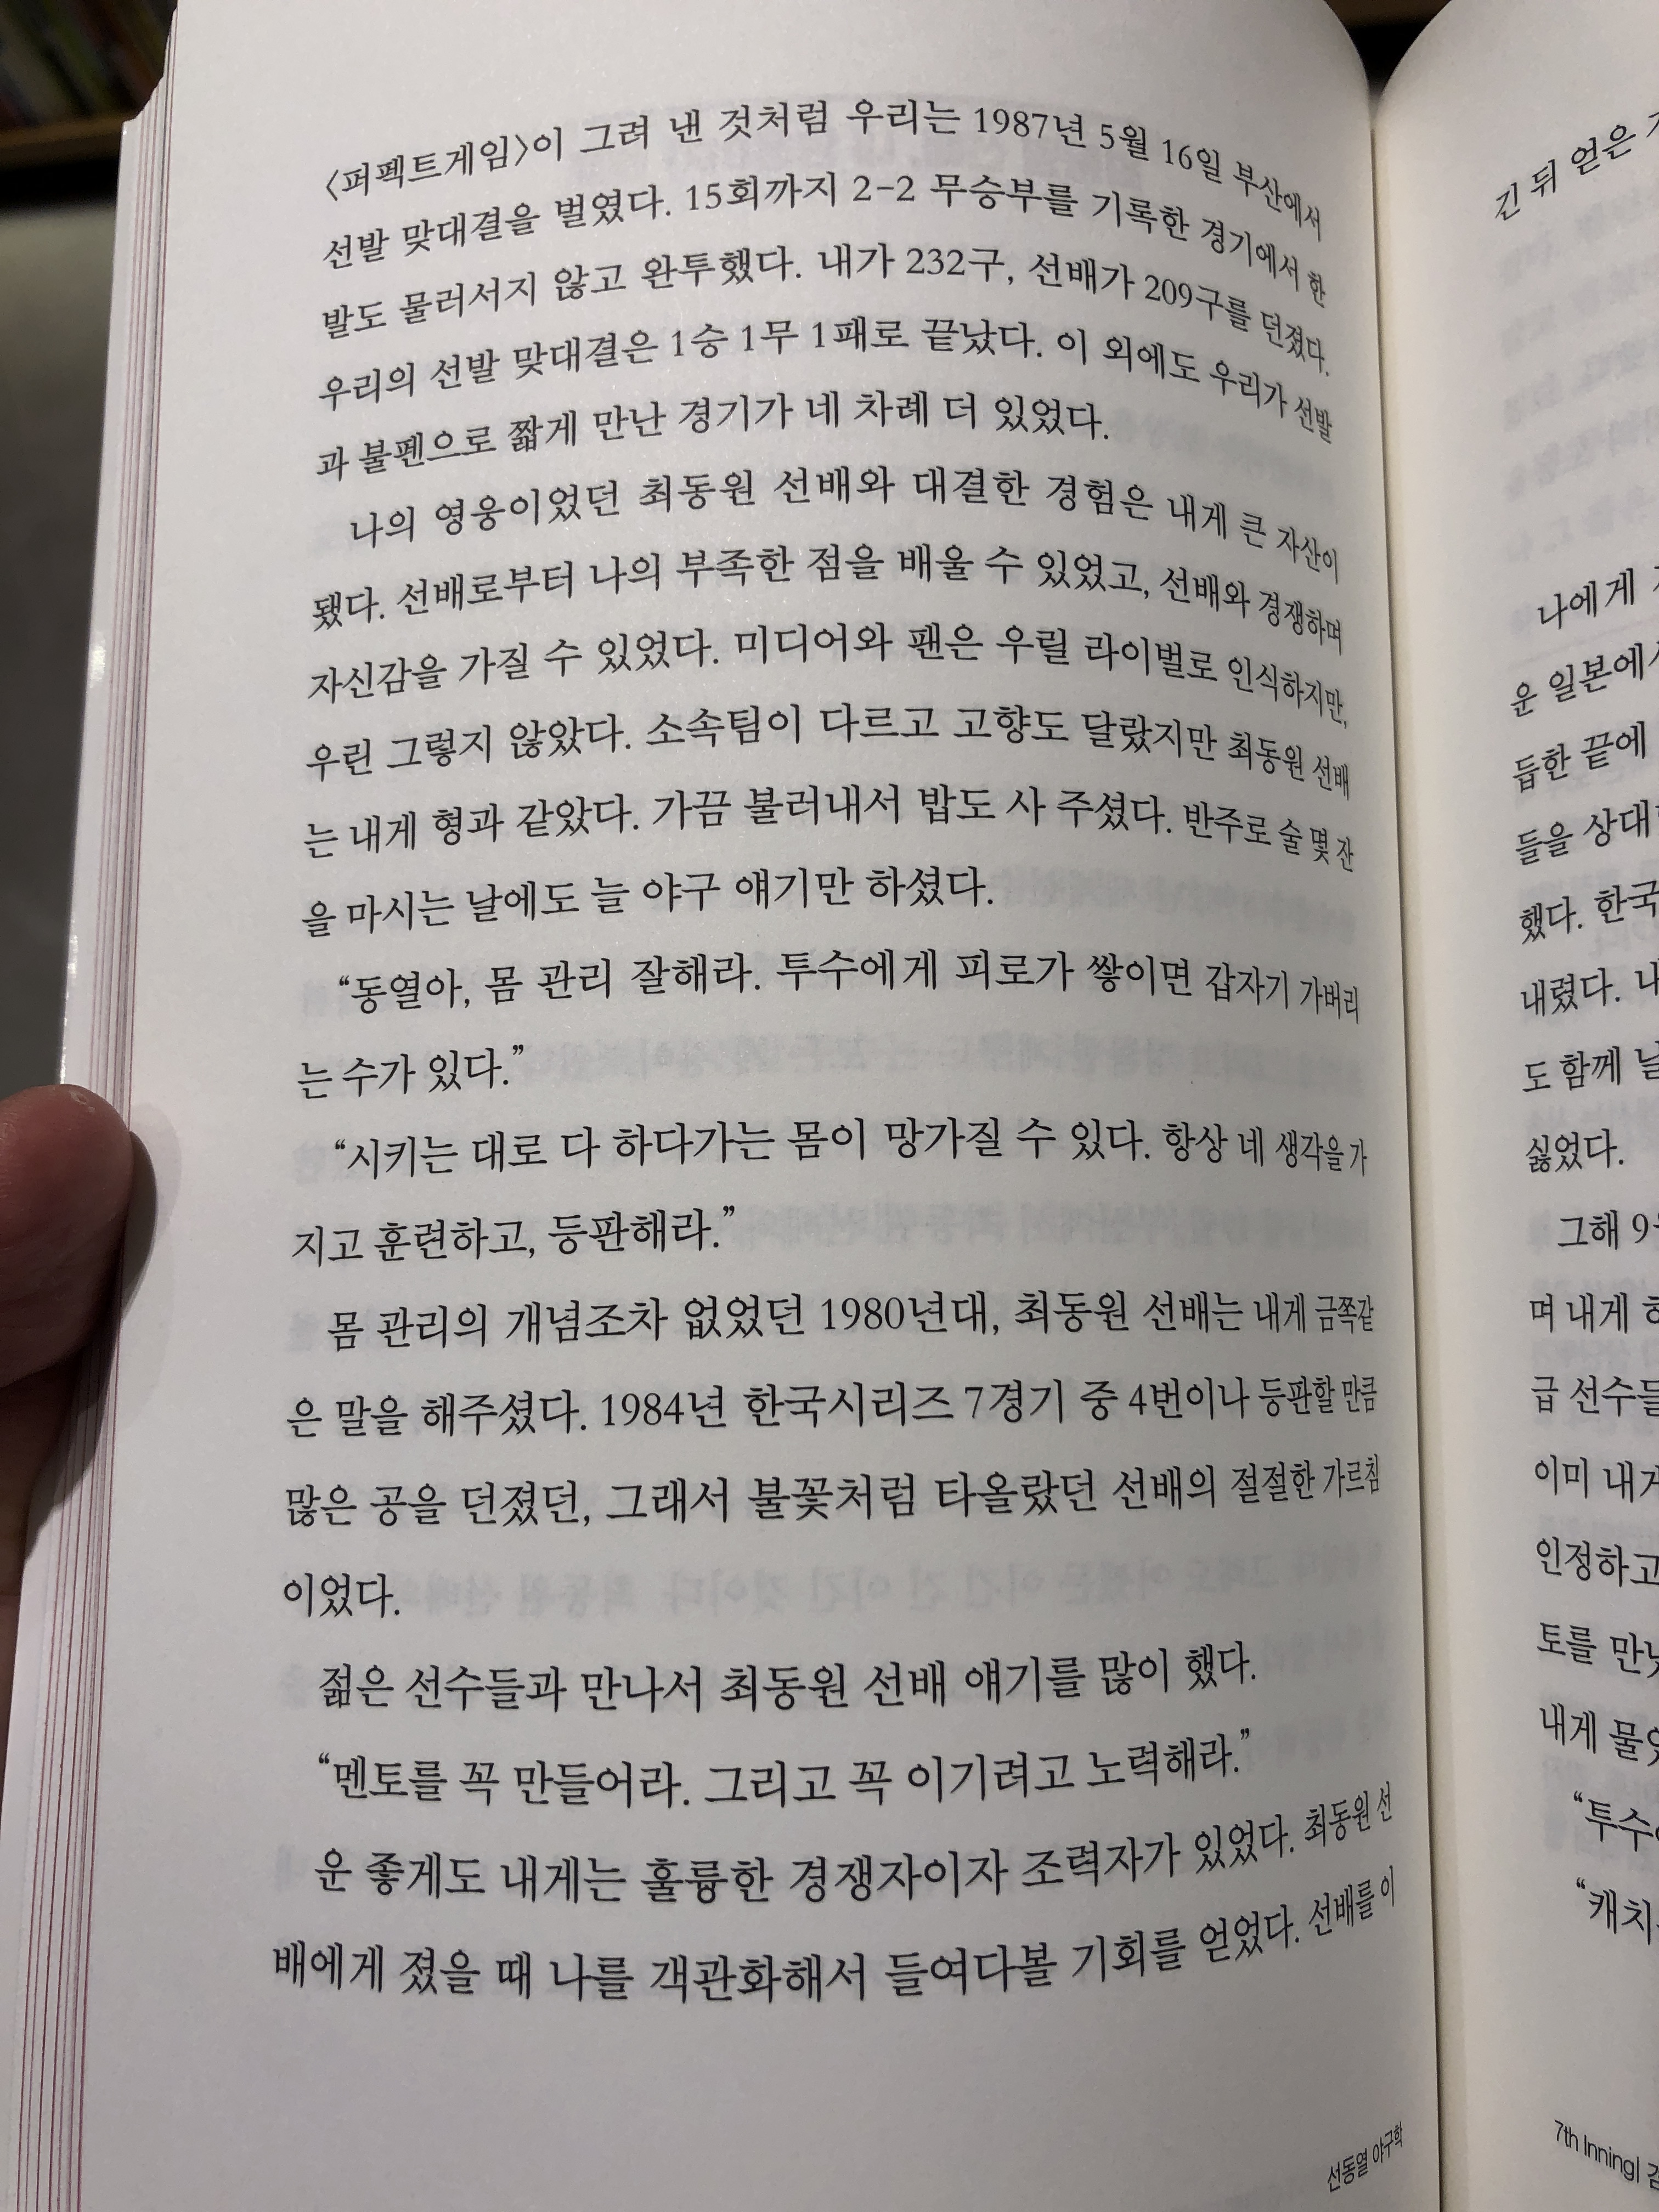 〈퍼펙트게임〉이 그려 낸 것처럼 우리는 1987년 5월 16일 부산에서
선발 맞대결을 벌였다. 15회까지 2-2 무승부를 기록한 경기에서 한
발도 물러서지 않고 완투했다. 내가 232구, 선배가 209구를 던졌다.
우리의 선발 맞대결은 1승 1무 1패로 끝났다. 이 외에도 우리가 선발
과 불펜으로 짧게 만난 경기가 네 차례 더 있었다.
나의 영웅이었던 최동원 선배와 대결한 경험은 내게 큰 자산이
됐다. 선배로부터 나의 부족한 점을 배울 수 있었고, 선배와 경쟁하며
자신감을 가질 수 있었다. 미디어와 팬은 우릴 라이벌로 인식하지만,
우린 그렇지 않았다. 소속팀이 다르고 고향도 달랐지만 최동원 선배
는 내게 형과 같았다. 가끔 불러내서 밥도 사 주셨다. 반주로 술 몇 잔
을 마시는 날에도 늘 야구 얘기만 하셨다.
“동열아, 몸 관리 잘해라. 투수에게 피로가 쌓이면 갑자기 가버리
는 수가 있다.”
“시키는 대로 다 하다가는 몸이 망가질 수 있다. 항상 네 생각을 가
지고 훈련하고, 등판해라.”
몸 관리의 개념조차 없었던 1980년대, 최동원 선배는 내게 금쪽같
은 말을 해주셨다. 1984년 한국시리즈 7경기 중 4번이나 등판할 만큼
많은 공을 던졌던, 그래서 불꽃처럼 타올랐던 선배의 절절한 가르침
이었다.
젊은 선수들과 만나서 최동원 선배 얘기를 많이 했다.
“멘토를 꼭 만들어라. 그리고 꼭 이기려고 노력해라.”
운 좋게도 내게는 훌륭한 경쟁자이자 조력자가 있었다. 최동원 선
배에게 졌을 때 나를 객관화해서 들여다볼 기회를 얻었다. 선배를 이
선동열 야구학
긴 뒤 얻은
나에게
운 일본에서
듭한 끝에
들을 상대
했다. 한국
내렸다.
도 함께
싫었다.
그해
며 내게
급 선수들
이미
인정하고
토를
내게
“투수
“캐치
7th Inning|